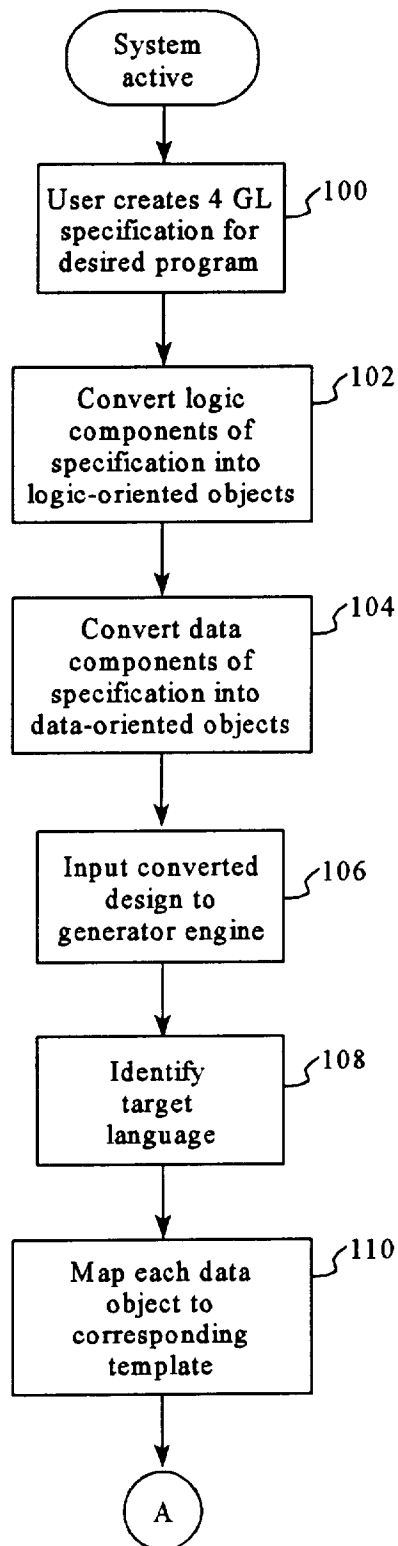 System
active
User creates 4 GL
specification for
desired program
100
Convert logic
components of
specification into
logic-oriented objects
102
Convert data
components of
specification into
data-oriented objects
104
Input converted
design to
generator engine
106
Identify
target
language
108
Map each data
object to
corresponding
template
110
A